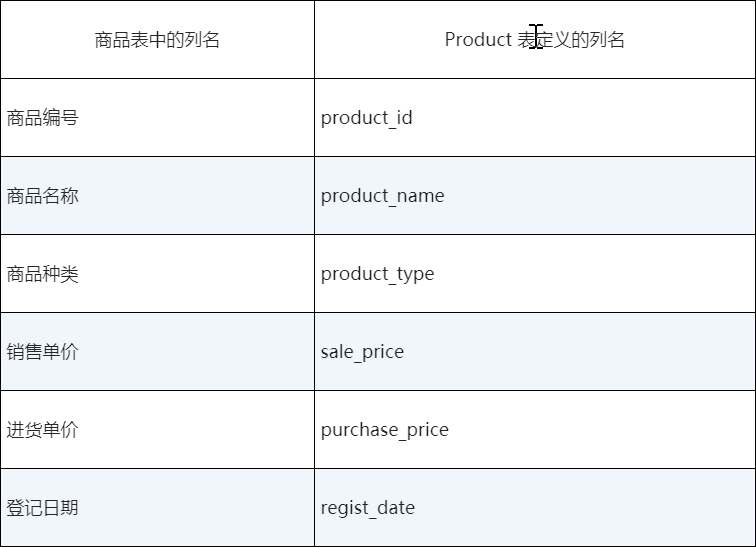 商品表中的列名 Product 表定义的列名
商品编号 product_id
商品名称 product_name
商品种类 product_type
销售单价 sale_price
进货单价 purchase_price
登记日期 regist_date